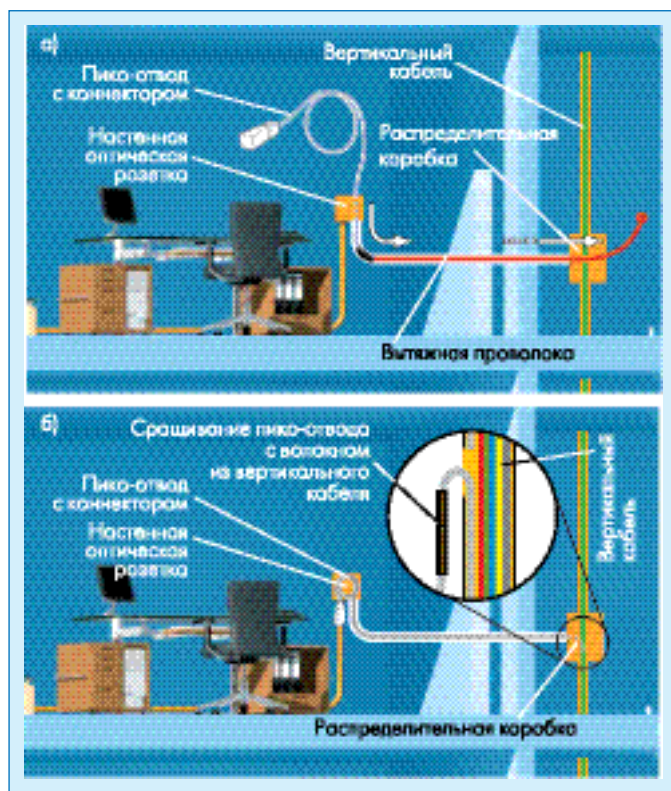 а)
Пико-отвод
с коннектором
Вертикальный
кабель
Настенная
оптическая
розетка
Распределительная
коробка
Вытяжная проволока
б)
Сращивание пико-отвода
с волокном
из вертикального
кабеля
Пико-отвод
с коннектором
Настенная
оптическая
розетка
Вертикальный
кабель
Распределительная коробка